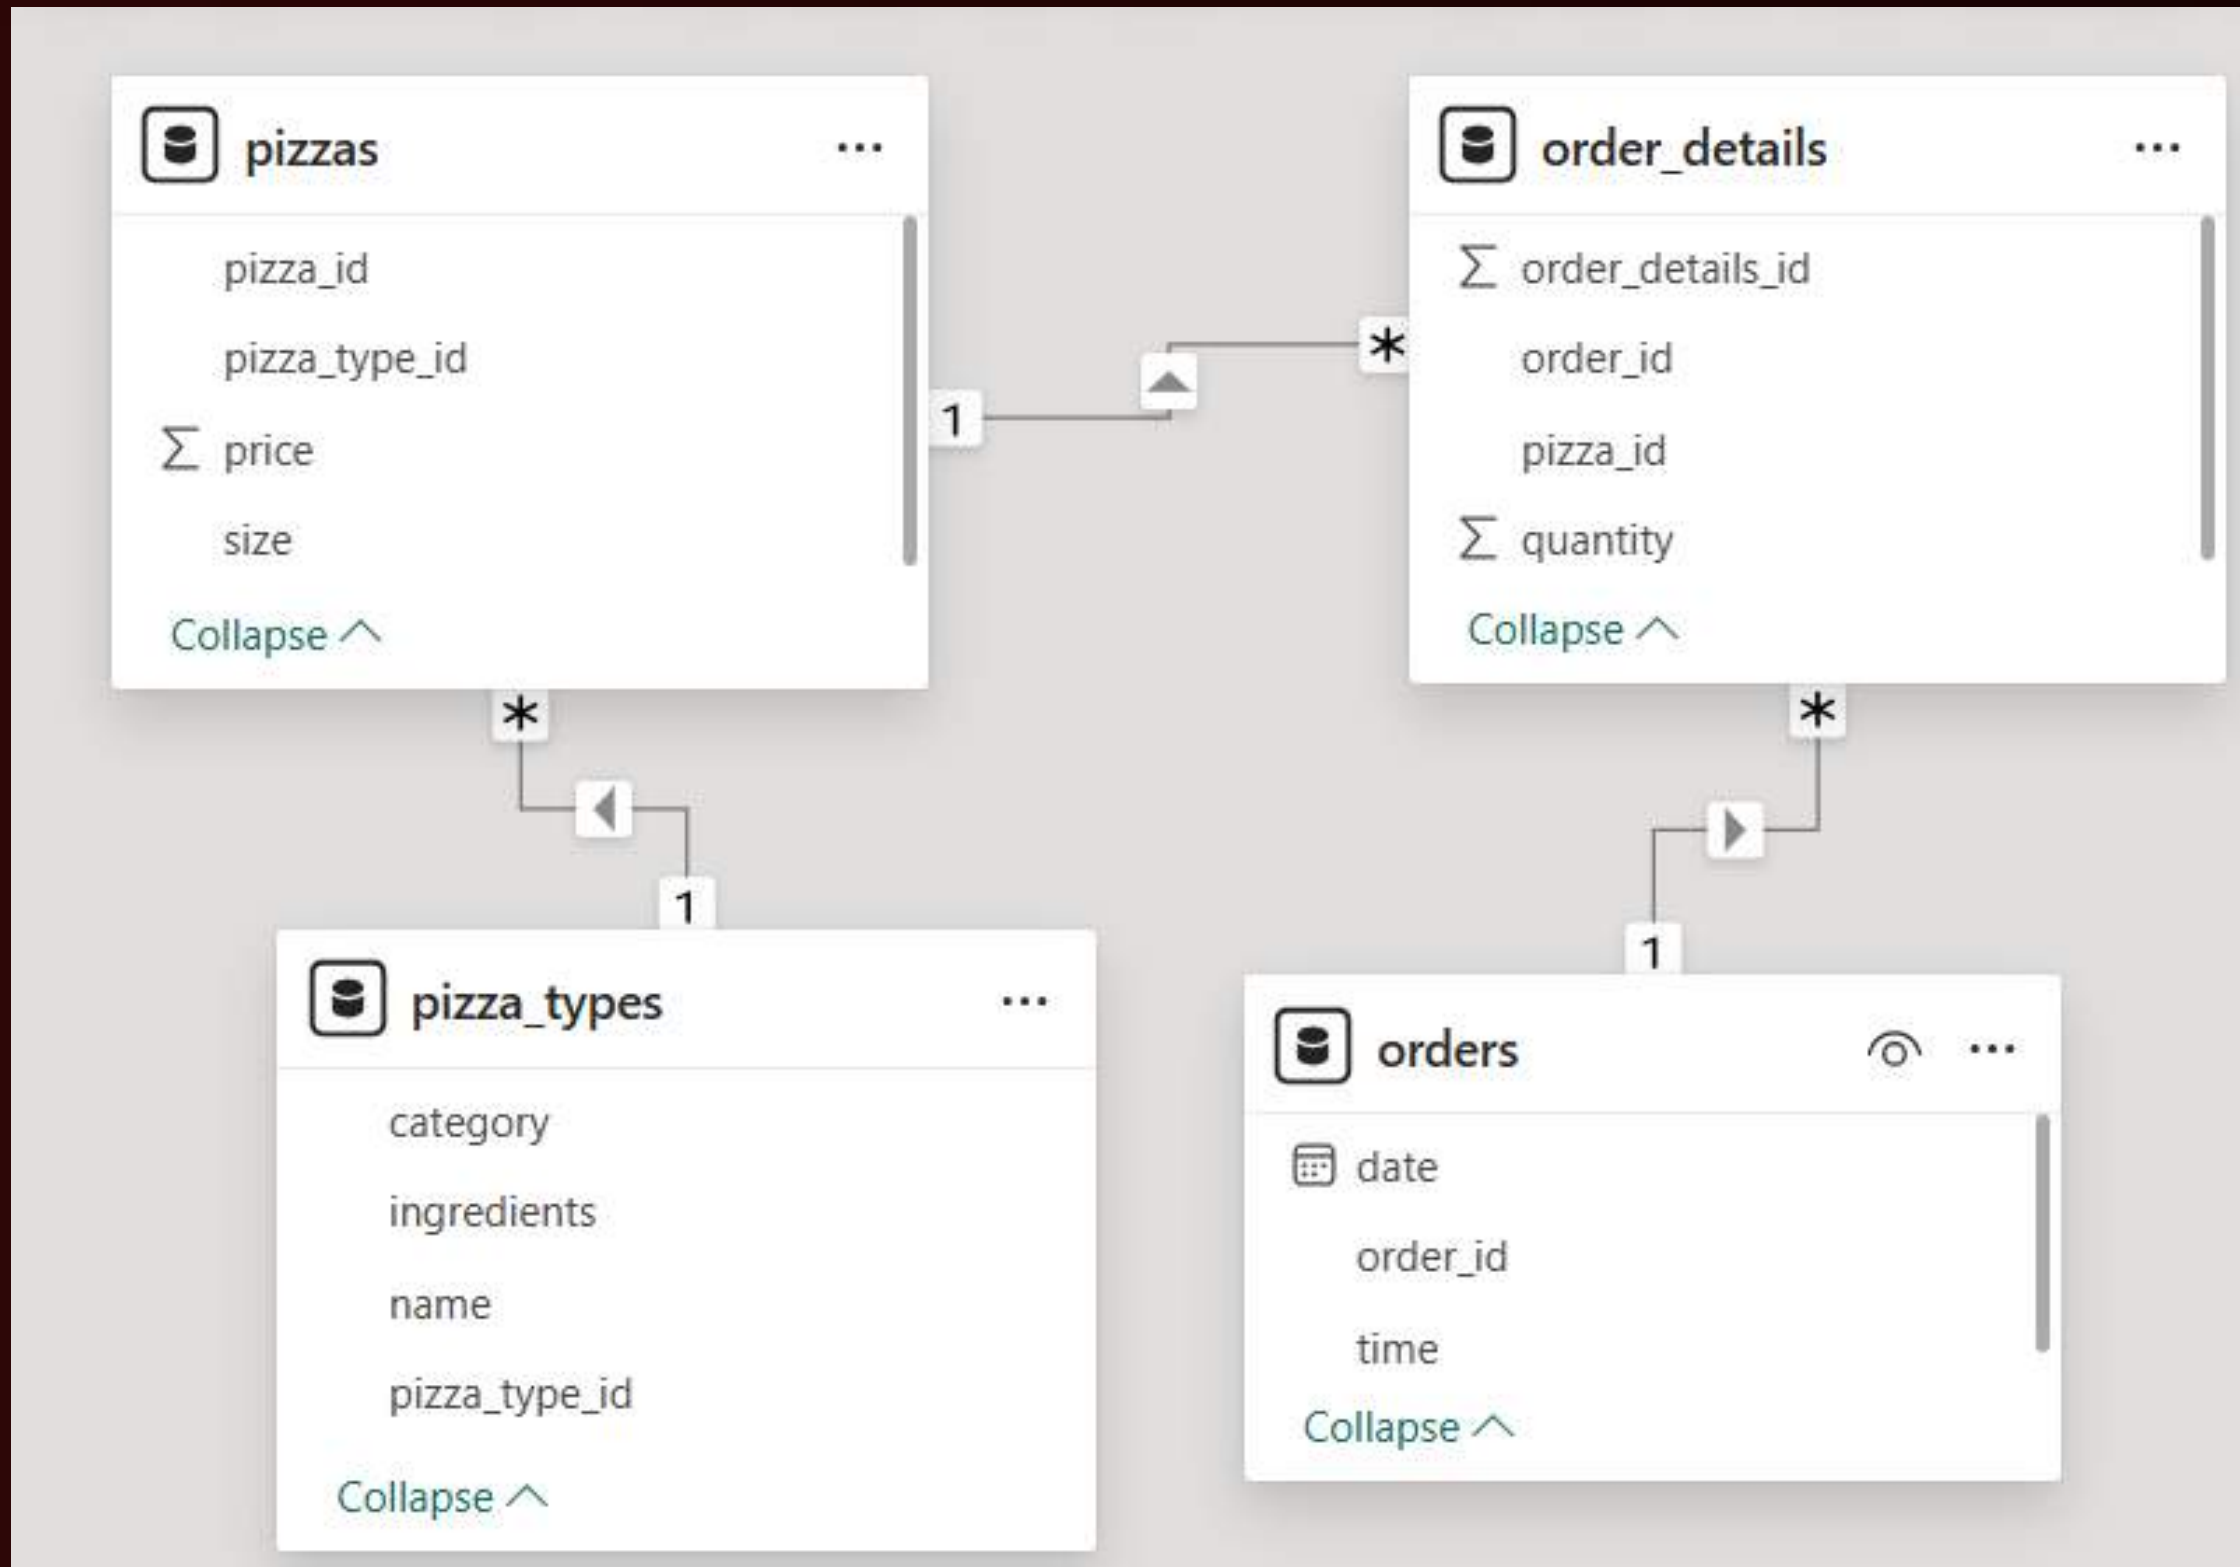 pizzas
pizza_id
pizza_type_id
price
size
Collapse
order_details
order_details_id
order_id
pizza_id
quantity
Collapse
1
*
*
1
*
1
pizza_types
category
ingredients
name
pizza_type_id
Collapse
orders
date
order_id
time
Collapse